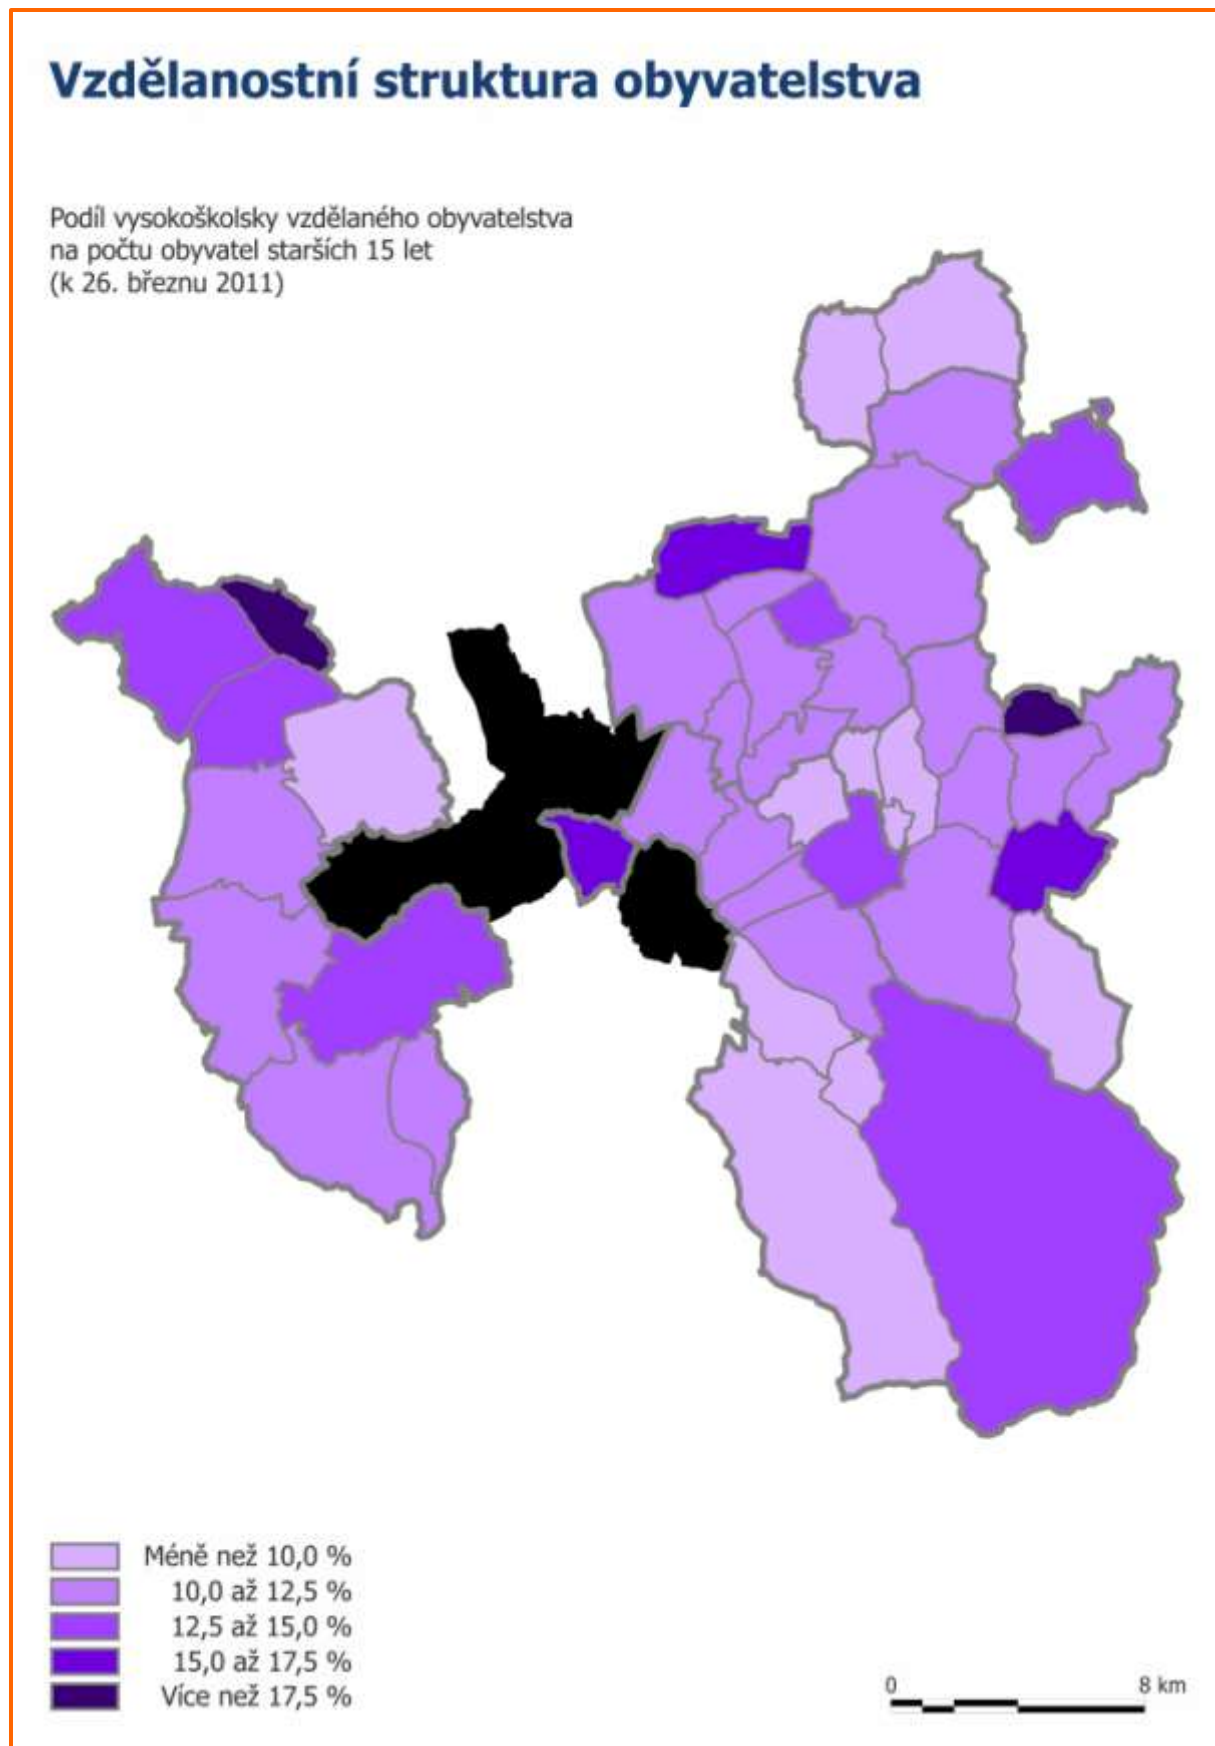 Vzdělanostní struktura obyvatelstva
Podíl vysokoškolsky vzdělaného obyvatelstva
na počtu obyvatel starších 15 let
(k 26. březnu 2011)
Méně než 10,0 %
10,0 až 12,5 %
12,5 až 15,0 %
15,0 až 17,5 %
Více než 17,5 %
0 8 km